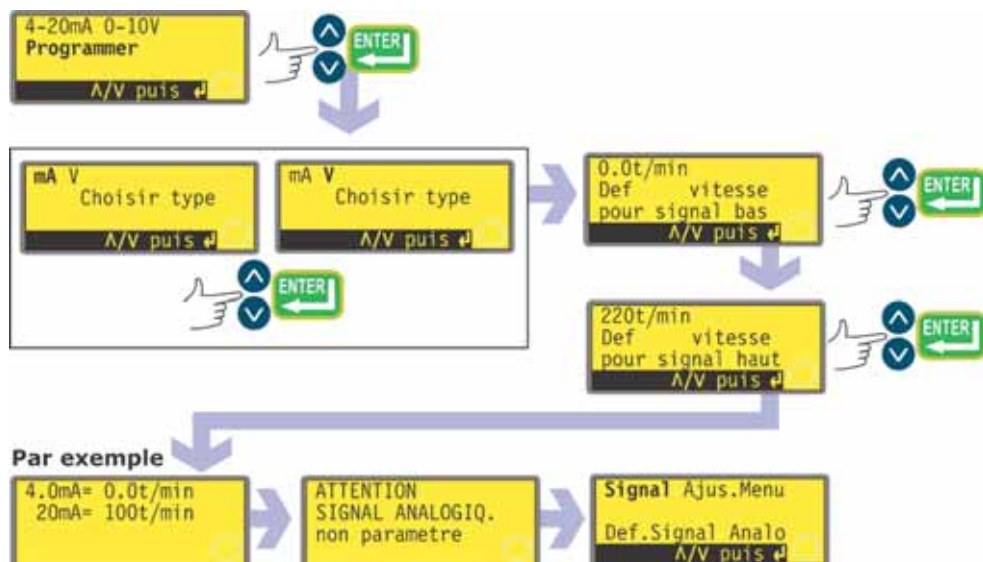 4-20mA 0-10V
Programmer
Λ/V puis ↲
ENTER
mA V
Choisir type
Λ/V puis ↲
mA V
Choisir type
Λ/V puis ↲
ENTER
0.0t/min
Def vitesse
pour signal bas
Λ/V puis ↲
ENTER
220t/min
Def vitesse
pour signal haut
Λ/V puis ↲
ENTER
Par exemple
4.0mA= 0.0t/min
20mA= 100t/min
ATTENTION
SIGNAL ANALOGIQ.
non parametre
Signal Ajus.Menu
Def.Signal Analo
Λ/V puis ↲